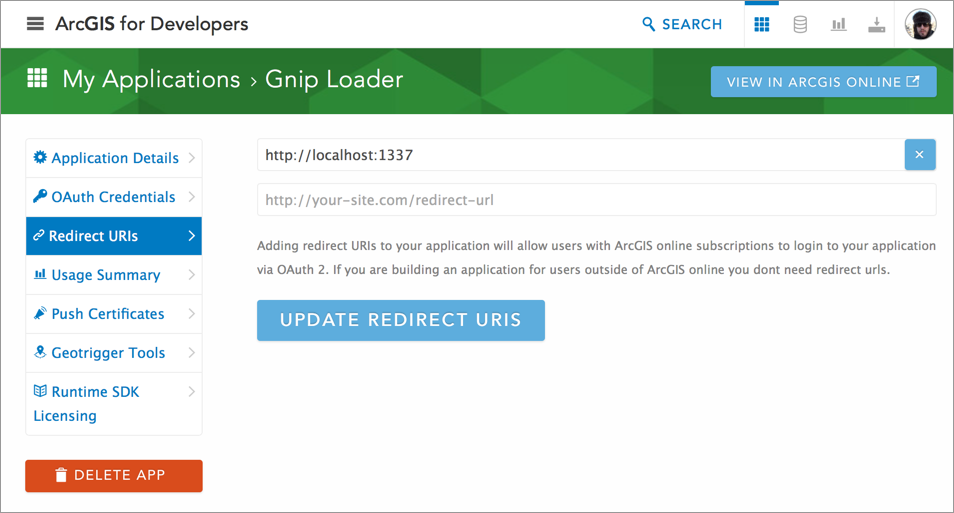 ArcGIS for Developers
SEARCH
My Applications › Gnip Loader
VIEW IN ARCGIS ONLINE
Application Details
OAuth Credentials
Redirect URIs
Usage Summary
Push Certificates
Geotrigger Tools
Runtime SDK
Licensing
DELETE APP
http://localhost:1337
http://your-site.com/redirect-url
Adding redirect URIs to your application will allow users with ArcGIS online subscriptions to login to your application
via OAuth 2. If you are building an application for users outside of ArcGIS online you dont need redirect urls.
UPDATE REDIRECT URIS